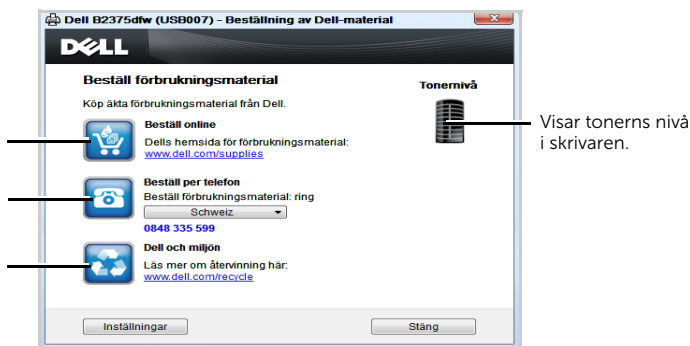 Dell B2375dfw (USB007) - Beställning av Dell-material
DELL
Beställ förbrukningsmaterial
Tonernivå
Köp äkta förbrukningsmaterial från Dell.
Beställ online
Dells hemsida för förbrukningsmaterial:
www.dell.com/supplies
Visar tonerns nivå
i skrivaren.
Beställ per telefon
Beställ förbrukningsmaterial: ring
Schweiz
0848 335 599
Dell och miljön
Läs mer om återvinning här:
www.dell.com/recycle
Inställningar
Stäng